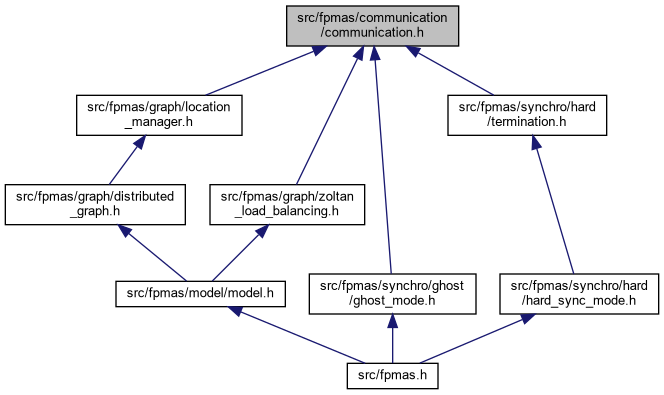 src/fpmas/communication
/communication.h
src/fpmas/graph/location
_manager.h
src/fpmas/synchro/hard
/termination.h
src/fpmas/graph/distributed
_graph.h
src/fpmas/graph/zoltan
_load_balancing.h
src/fpmas/model/model.h
src/fpmas/synchro/ghost
/ghost_mode.h
src/fpmas/synchro/hard
/hard_sync_mode.h
src/fpmas.h